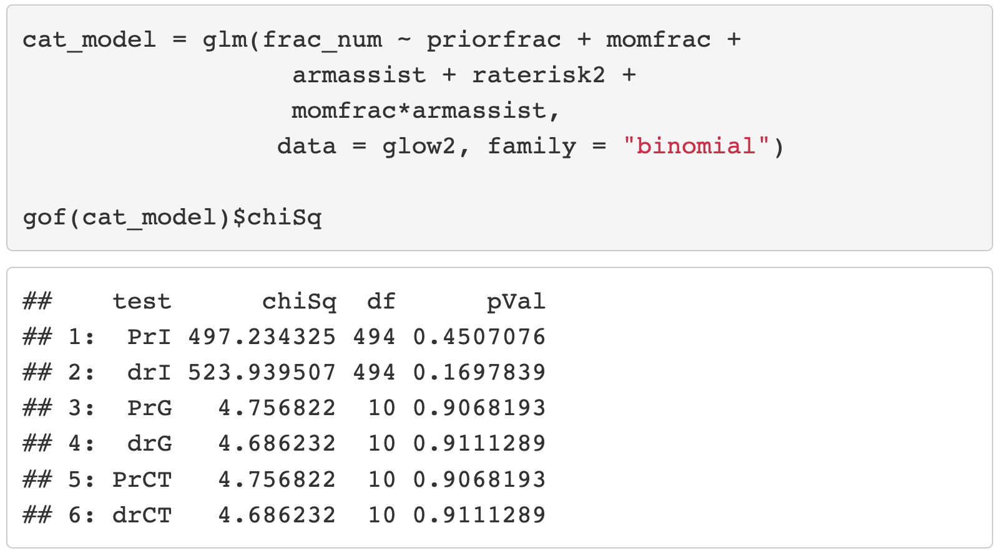 cat_model = glm(frac_num ~ priorfrac + momfrac +
                  armassist + raterisk2 +
                  momfrac*armassist,
                 data = glow2, family = "binomial")

gof(cat_model)$chiSq
##    test      chiSq  df      pVal
## 1:  PrI 497.234325 494 0.4507076
## 2:  drI 523.939507 494 0.1697839
## 3:  PrG   4.756822  10 0.9068193
## 4:  drG   4.686232  10 0.9111289
## 5: PrCT   4.756822  10 0.9068193
## 6: drCT   4.686232  10 0.9111289